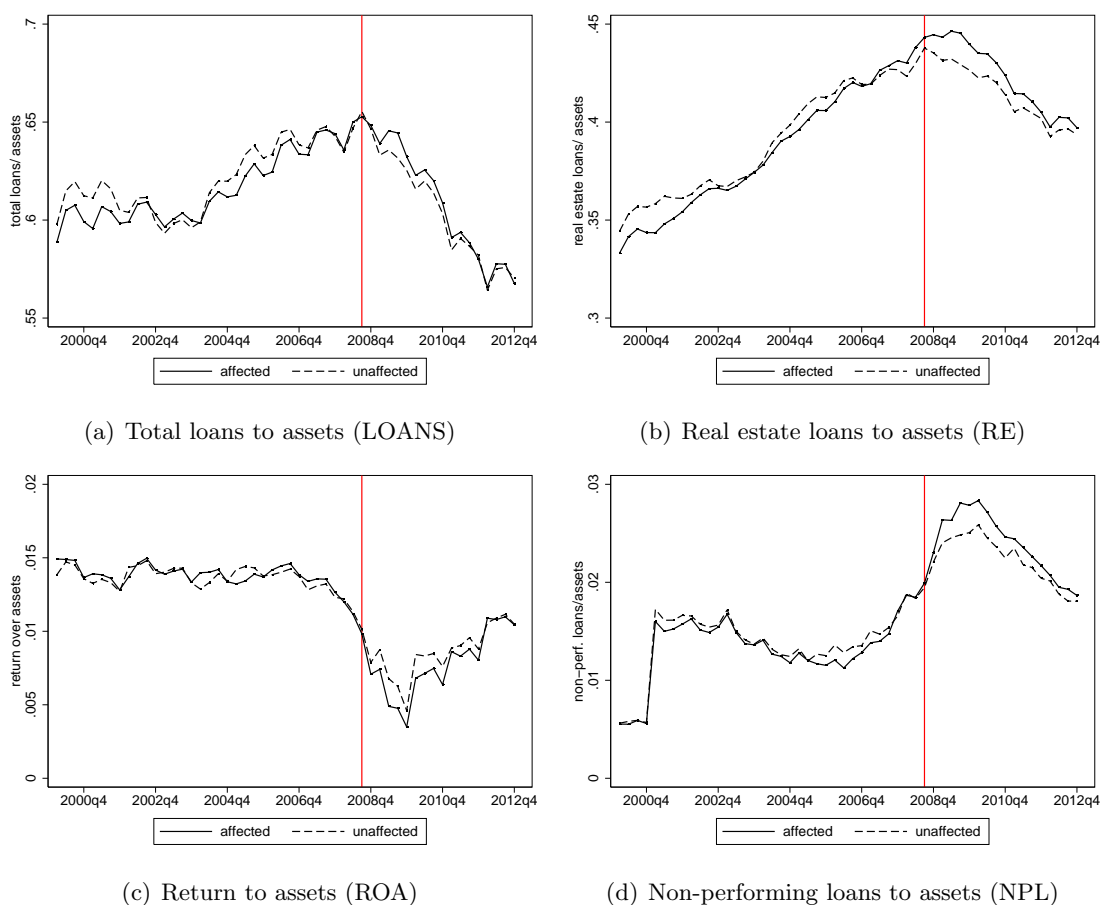 total loans/ assets
.55 .6 .65 .7
2000q4 2002q4 2004q4 2006q4 2008q4 2010q4 2012q4
affected unaffected
(a) Total loans to assets (LOANS)
real estate loans/ assets
.3 .35 .4 .45
2000q4 2002q4 2004q4 2006q4 2008q4 2010q4 2012q4
affected unaffected
(b) Real estate loans to assets (RE)
return over assets
0 .005 .01 .015 .02
2000q4 2002q4 2004q4 2006q4 2008q4 2010q4 2012q4
affected unaffected
(c) Return to assets (ROA)
non−perf. loans/assets
0 .01 .02 .03
2000q4 2002q4 2004q4 2006q4 2008q4 2010q4 2012q4
affected unaffected
(d) Non-performing loans to assets (NPL)